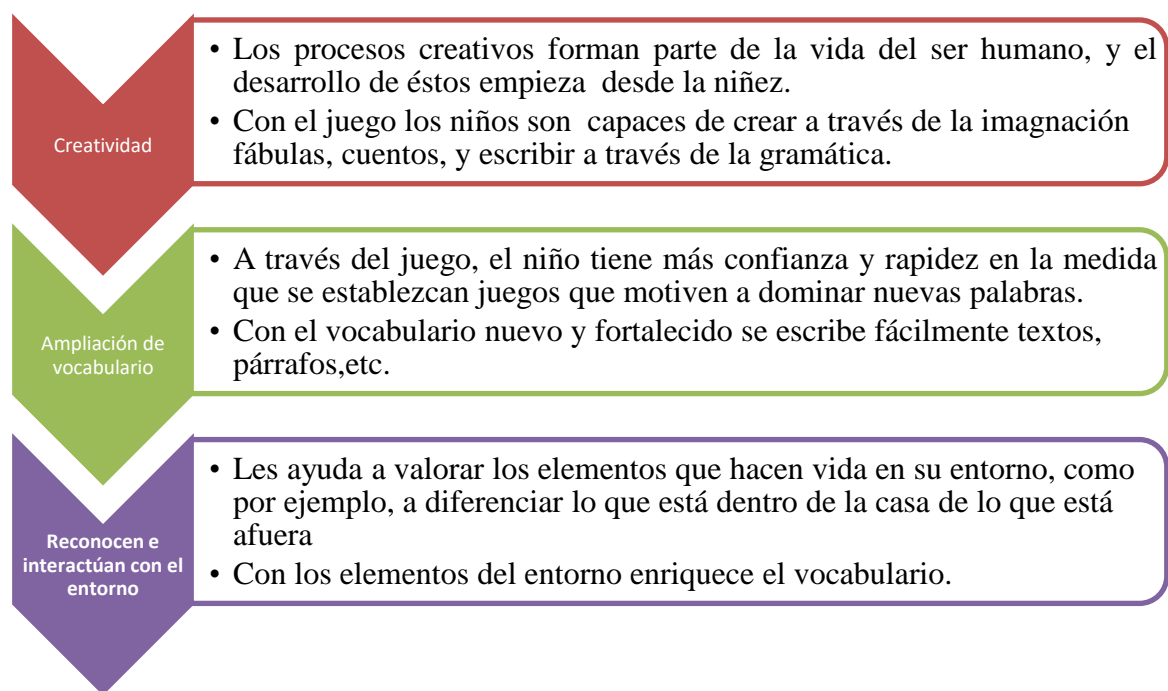 Creatividad
• Los procesos creativos forman parte de la vida del ser humano, y el
desarrollo de éstos empieza desde la niñez.
• Con el juego los niños son capaces de crear a través de la imagnación
fábulas, cuentos, y escribir a través de la gramática.
Ampliación de
vocabulario
• A través del juego, el niño tiene más confianza y rapidez en la medida
que se establezcan juegos que motiven a dominar nuevas palabras.
• Con el vocabulario nuevo y fortalecido se escribe fácilmente textos,
párrafos,etc.
Reconocen e
interactúan con el
entorno
• Les ayuda a valorar los elementos que hacen vida en su entorno, como
por ejemplo, a diferenciar lo que está dentro de la casa de lo que está
afuera
• Con los elementos del entorno enriquece el vocabulario.